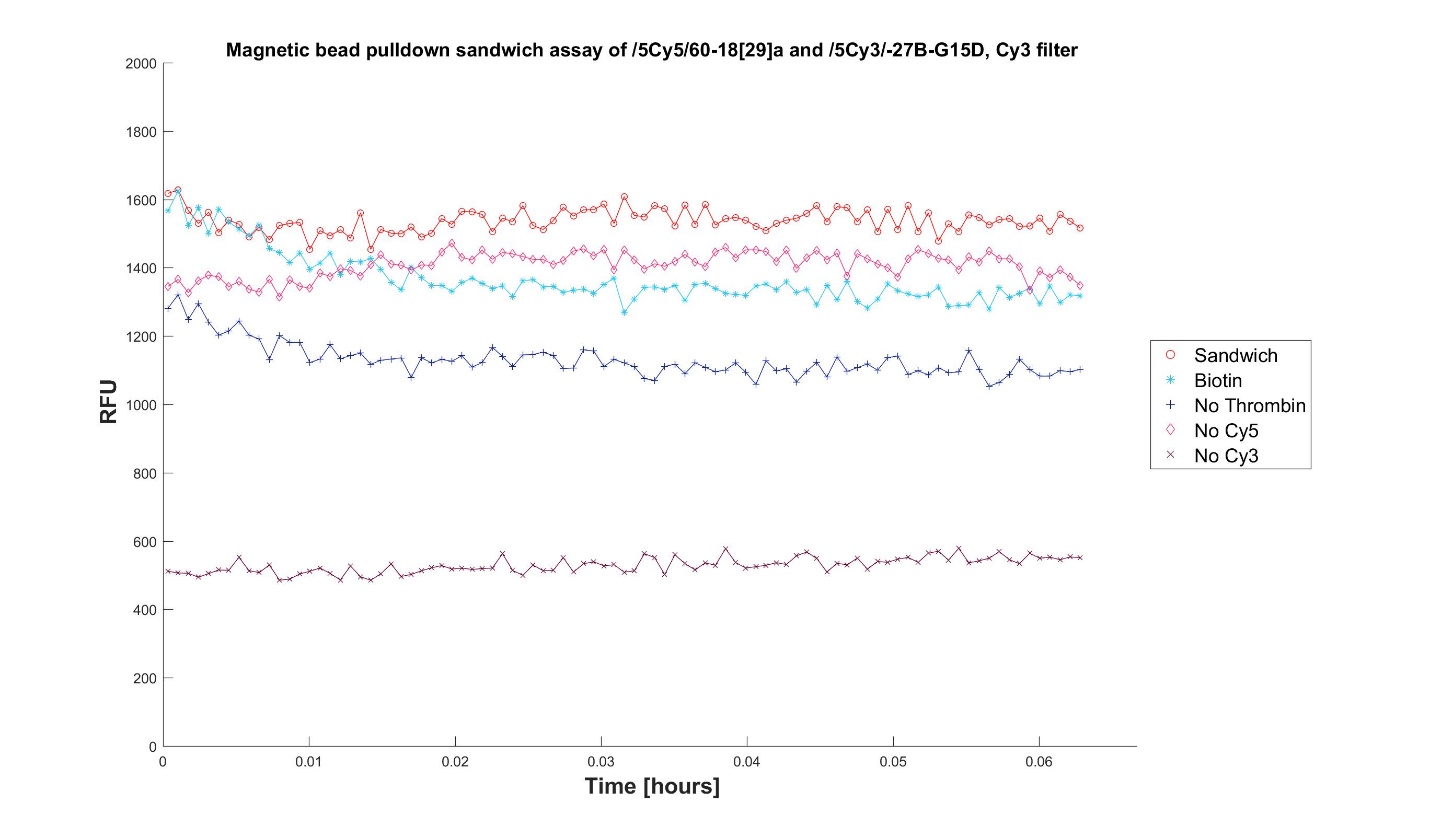 Magnetic bead pulldown sandwich assay of /5Cy5/60-18[29]a and /5Cy3/-27B-G15D, Cy3 filter
2000
1800
1600
1400
1200
1000
800
600
400
200
0
RFU
0 0.01 0.02 0.03 0.04 0.05 0.06
Time [hours]
Sandwich
Biotin
No Thrombin
No Cy5
No Cy3